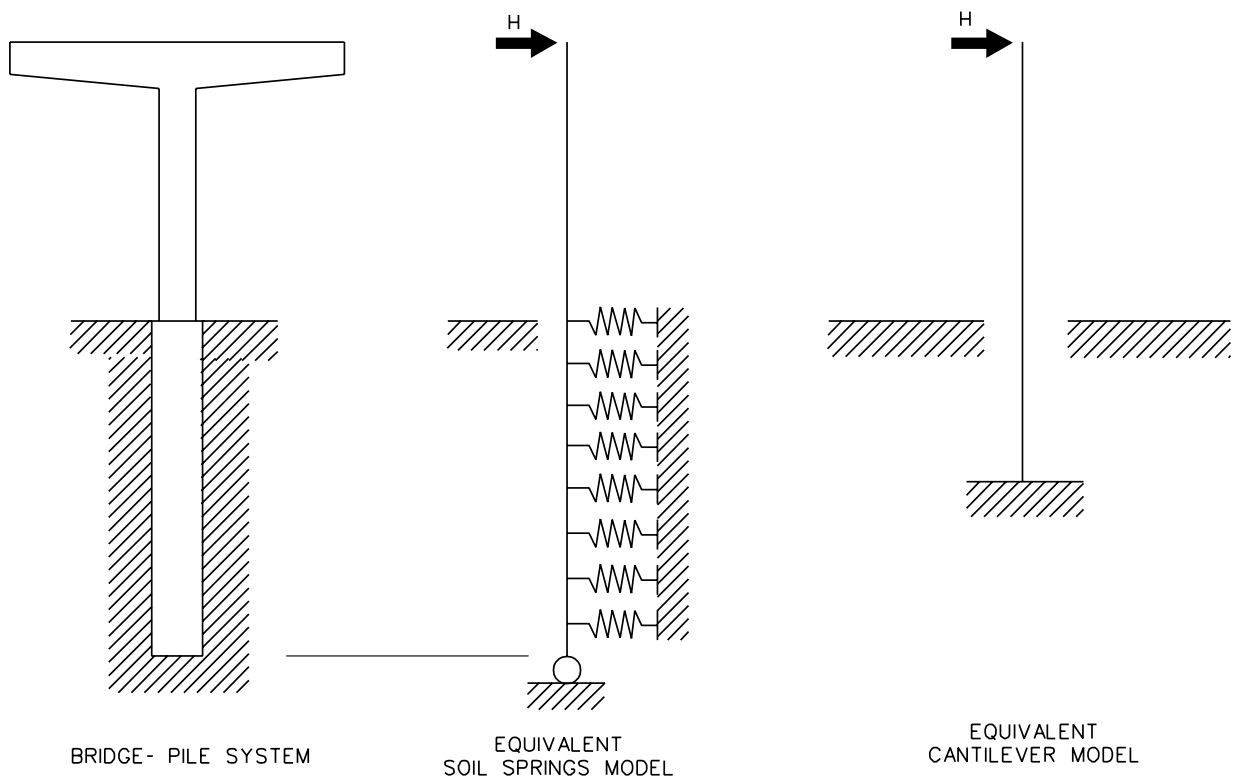 H
H
BRIDGE- PILE SYSTEM
EQUIVALENT
SOIL SPRINGS MODEL
EQUIVALENT
CANTILEVER MODEL